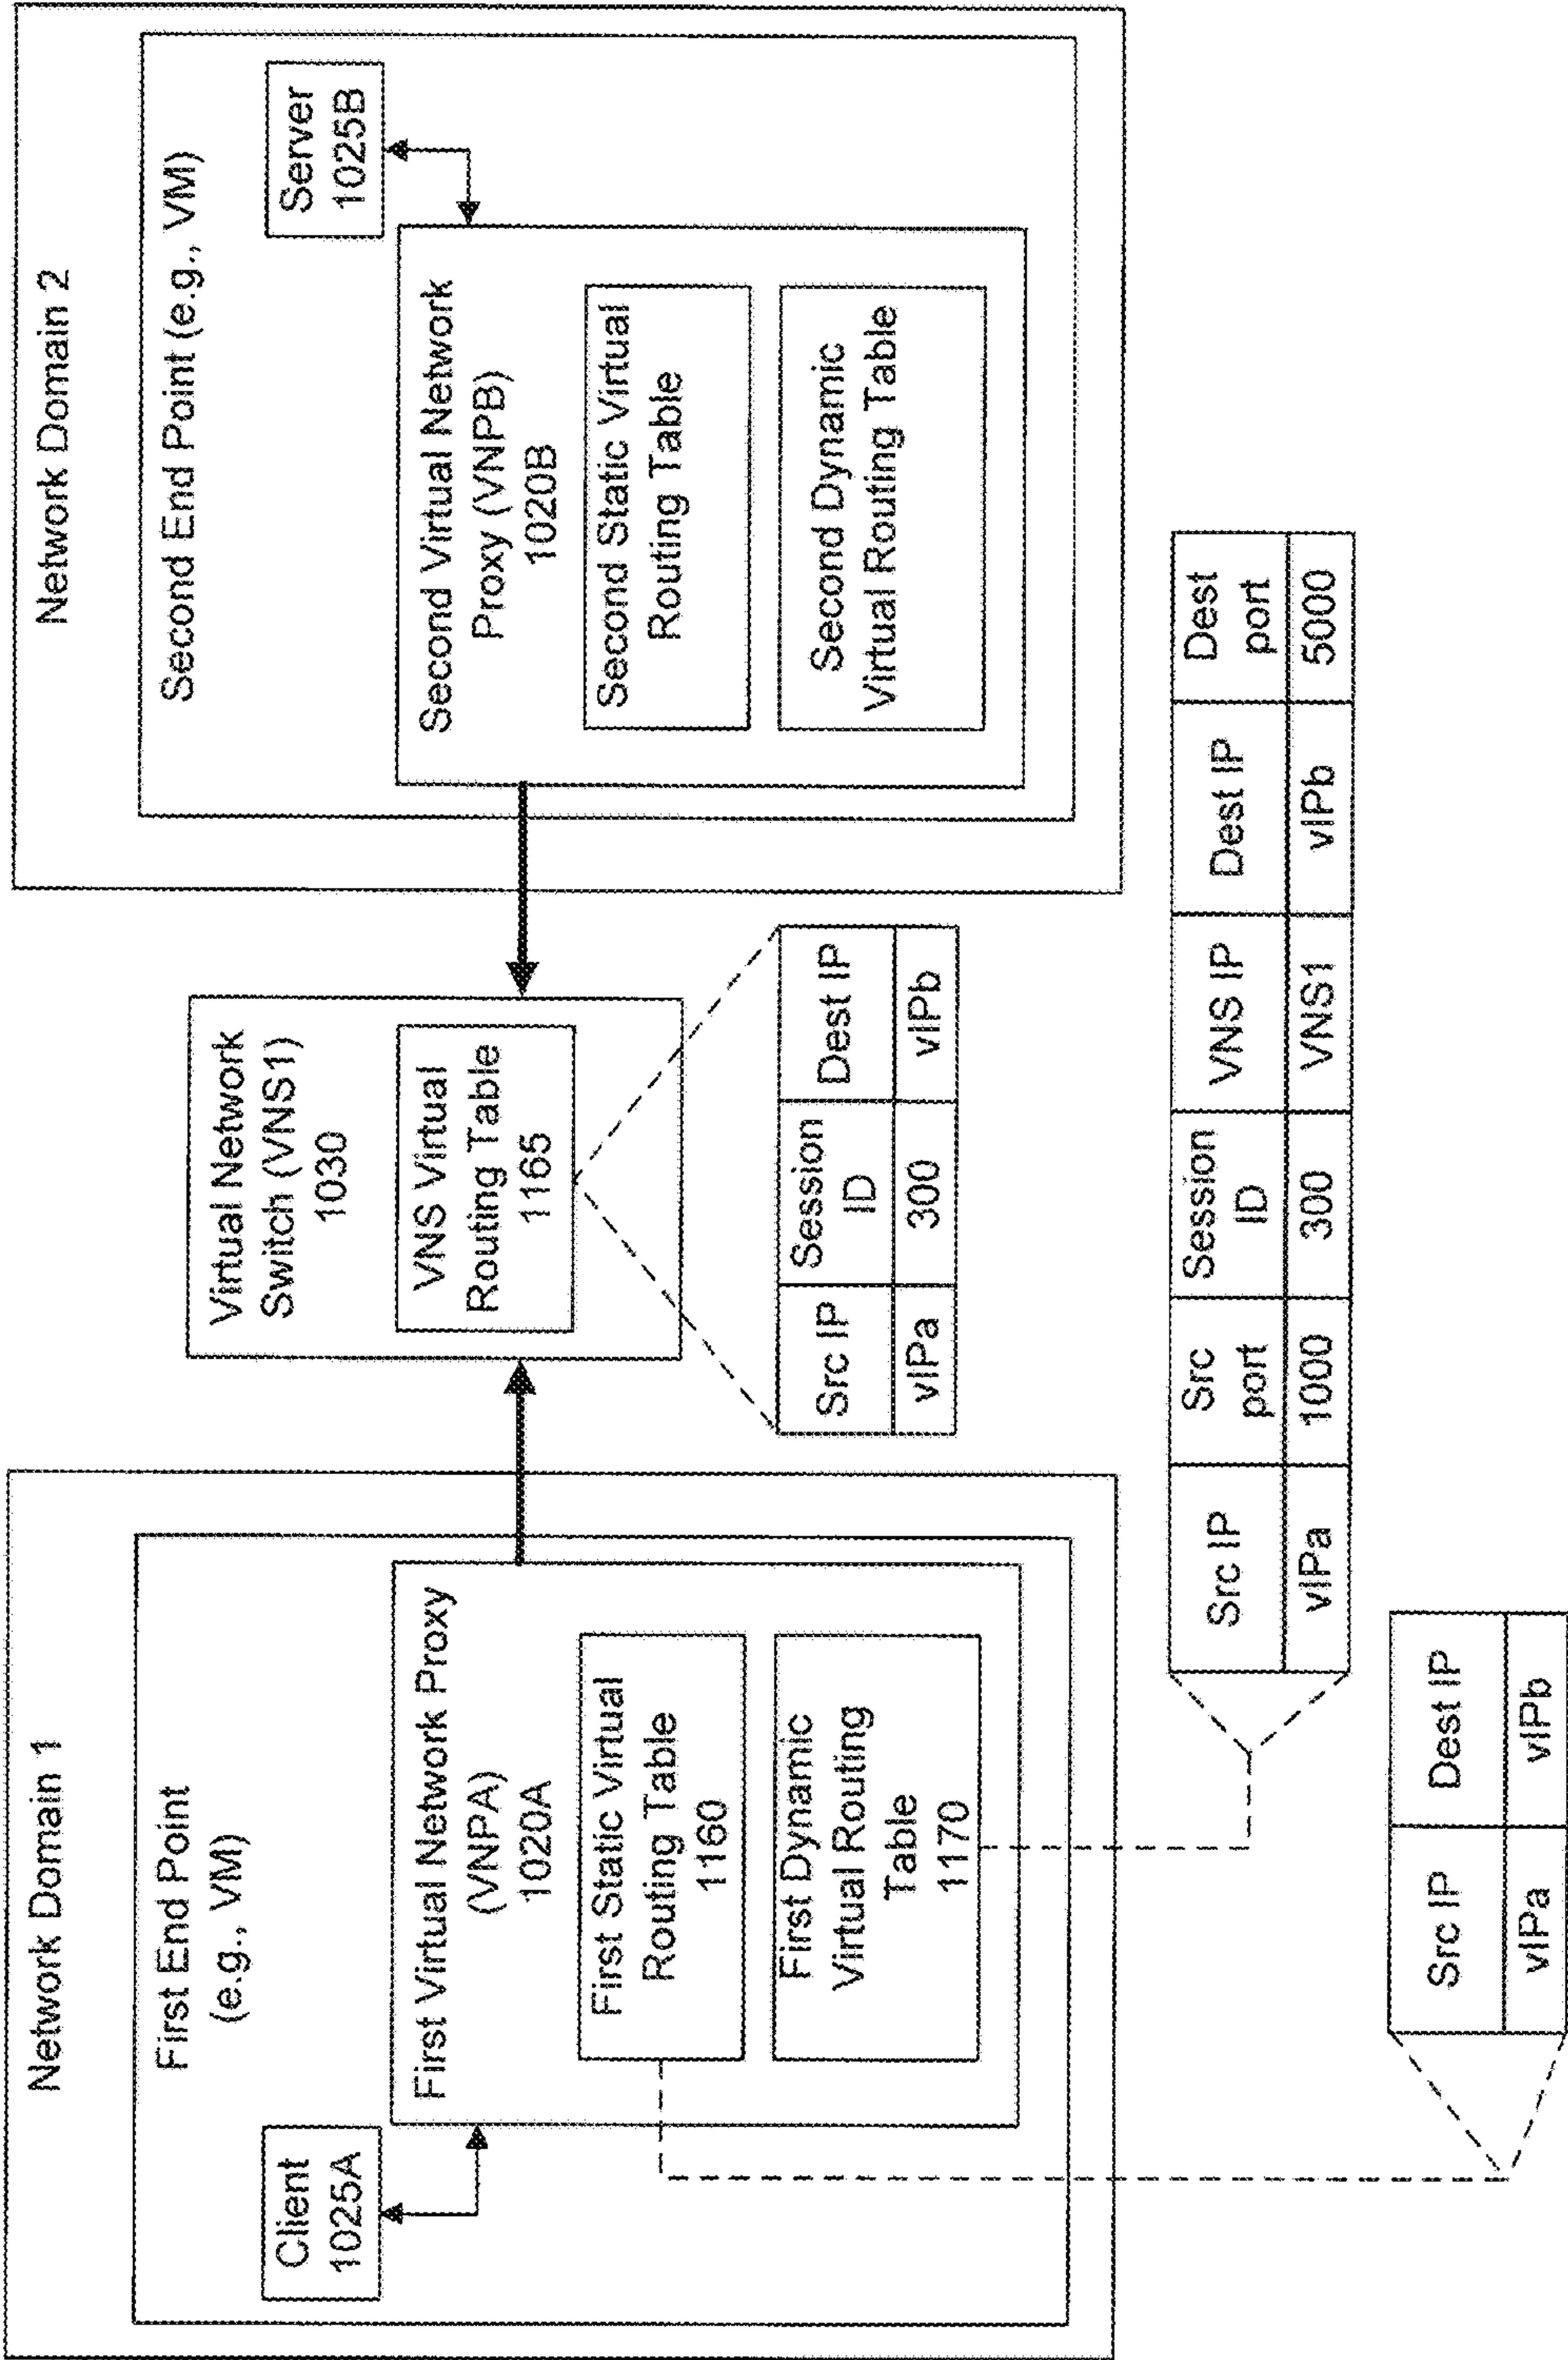 Network Domain 1
First End Point
(e.g., VM)
Client
1025A
First Virtual Network Proxy
(VNPA)
1020A
First Static Virtual
Routing Table
1160
First Dynamic
Virtual Routing
Table
1170
Virtual Network
Switch (VNS1)
1030
VNS Virtual
Routing Table
1165
Src IP Session ID Dest IP
vIPa 300 vIPb
Network Domain 2
Second End Point (e.g., VM)
Server
1025B
Second Virtual Network
Proxy (VNPB)
1020B
Second Static Virtual
Routing Table
Second Dynamic
Virtual Routing Table
Src IP Src port Session ID VNS IP Dest IP Dest port
vIPa 1000 300 VNS1 vIPb 5000
Src IP Dest IP
vIPa vIPb